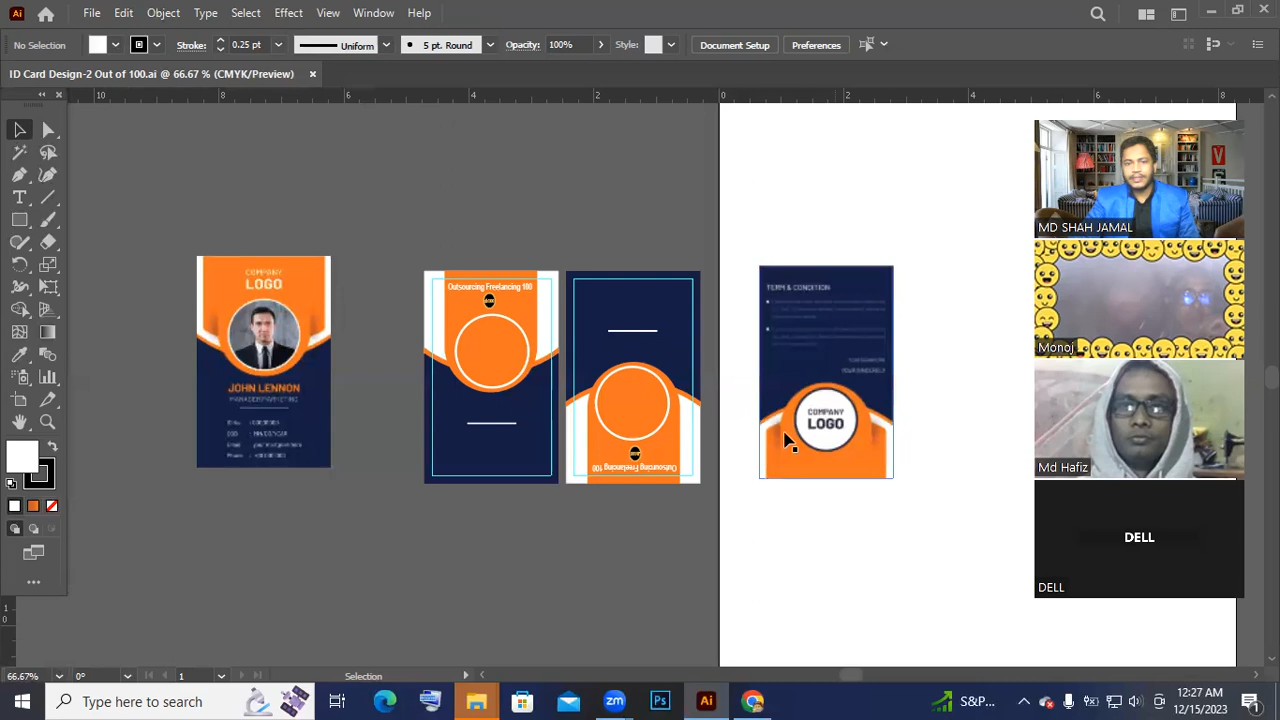 File Edit Object Type Select Effect View Window Help
No Selection Stroke: 0.25 pt Uniform 5 pt. Round Opacity: 100% Style: Document Setup Preferences
ID Card Design-2 Out of 100.ai @ 66.67 % (CMYK/Preview)
10 8 6 4 2 0 2 4 6 8
COMPANY
LOGO
JOHN LENNON
Outsourcing Freelancing 100
Outsourcing Freelancing 100
TERM & CONDITION
YOUR SINCERELY
COMPANY
LOGO
MD SHAH JAMAL
Monoj
Md Hafiz
DELL
DELL
1
0
66.67% 0° 1 Selection
Type here to search
S&P...
12:27 AM
12/15/2023